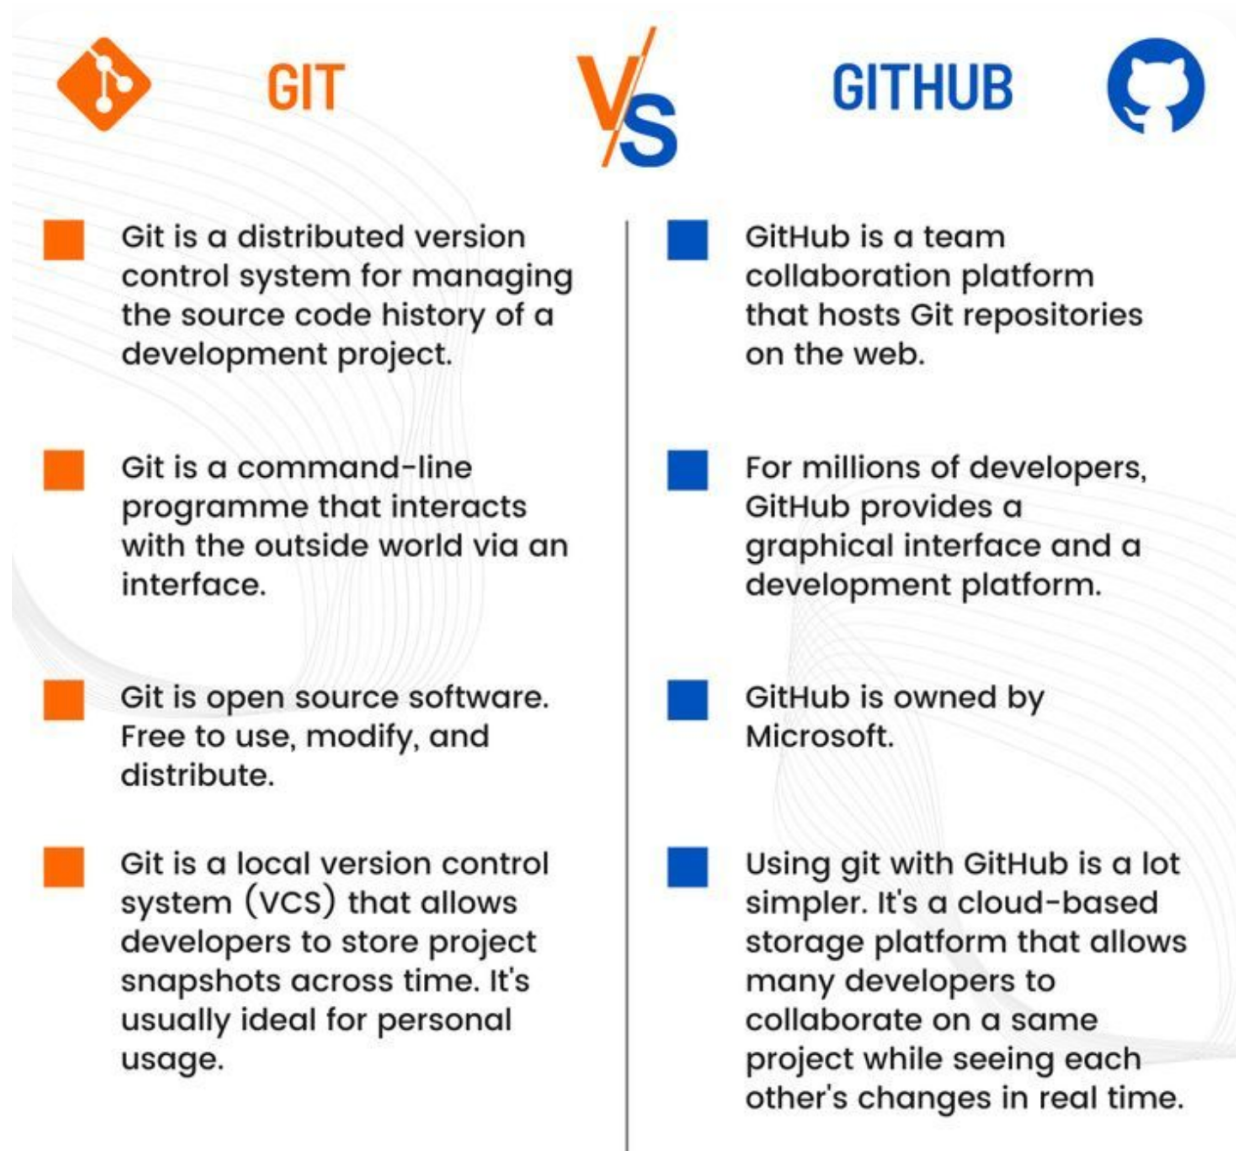 GIT
VS
GITHUB
Git is a distributed version
control system for managing
the source code history of a
development project.
Git is a command-line
programme that interacts
with the outside world via an
interface.
Git is open source software.
Free to use, modify, and
distribute.
Git is a local version control
system (VCS) that allows
developers to store project
snapshots across time. It's
usually ideal for personal
usage.
GitHub is a team
collaboration platform
that hosts Git repositories
on the web.
For millions of developers,
GitHub provides a
graphical interface and a
development platform.
GitHub is owned by
Microsoft.
Using git with GitHub is a lot
simpler. It's a cloud-based
storage platform that allows
many developers to
collaborate on a same
project while seeing each
other's changes in real time.